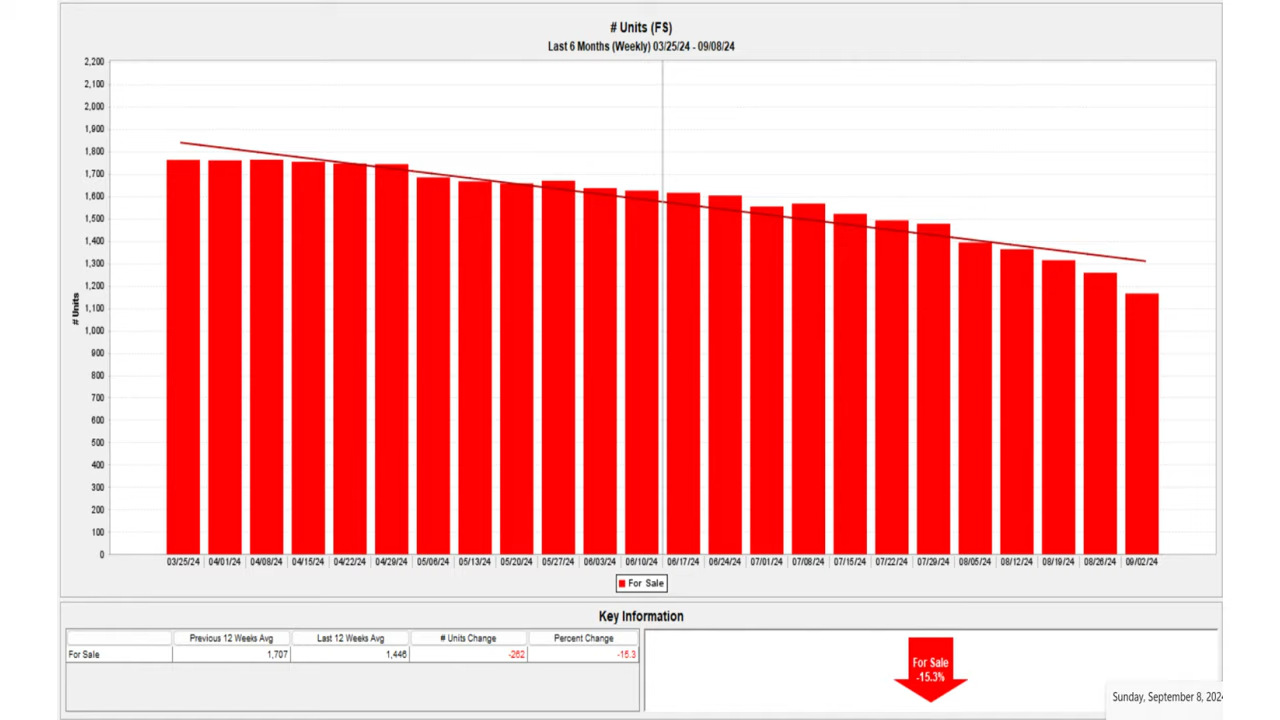 # Units (FS)
Last 6 Months (Weekly) 03/25/24 - 09/08/24
2,200
2,100
2,000
1,900
1,800
1,700
1,600
1,500
1,400
1,300
1,200
1,100
1,000
900
800
700
600
500
400
300
200
100
0
# Units
03/25/24 04/01/24 04/08/24 04/15/24 04/22/24 04/29/24 05/06/24 05/13/24 05/20/24 05/27/24 06/03/24 06/10/24 06/17/24 06/24/24 07/01/24 07/08/24 07/15/24 07/22/24 07/29/24 08/05/24 08/12/24 08/19/24 08/26/24 09/02/24
For Sale
Key Information
Previous 12 Weeks Avg Last 12 Weeks Avg # Units Change Percent Change
For Sale 1,707 1,446 -262 -15.3
For Sale
-15.3%
Sunday, September 8, 2024